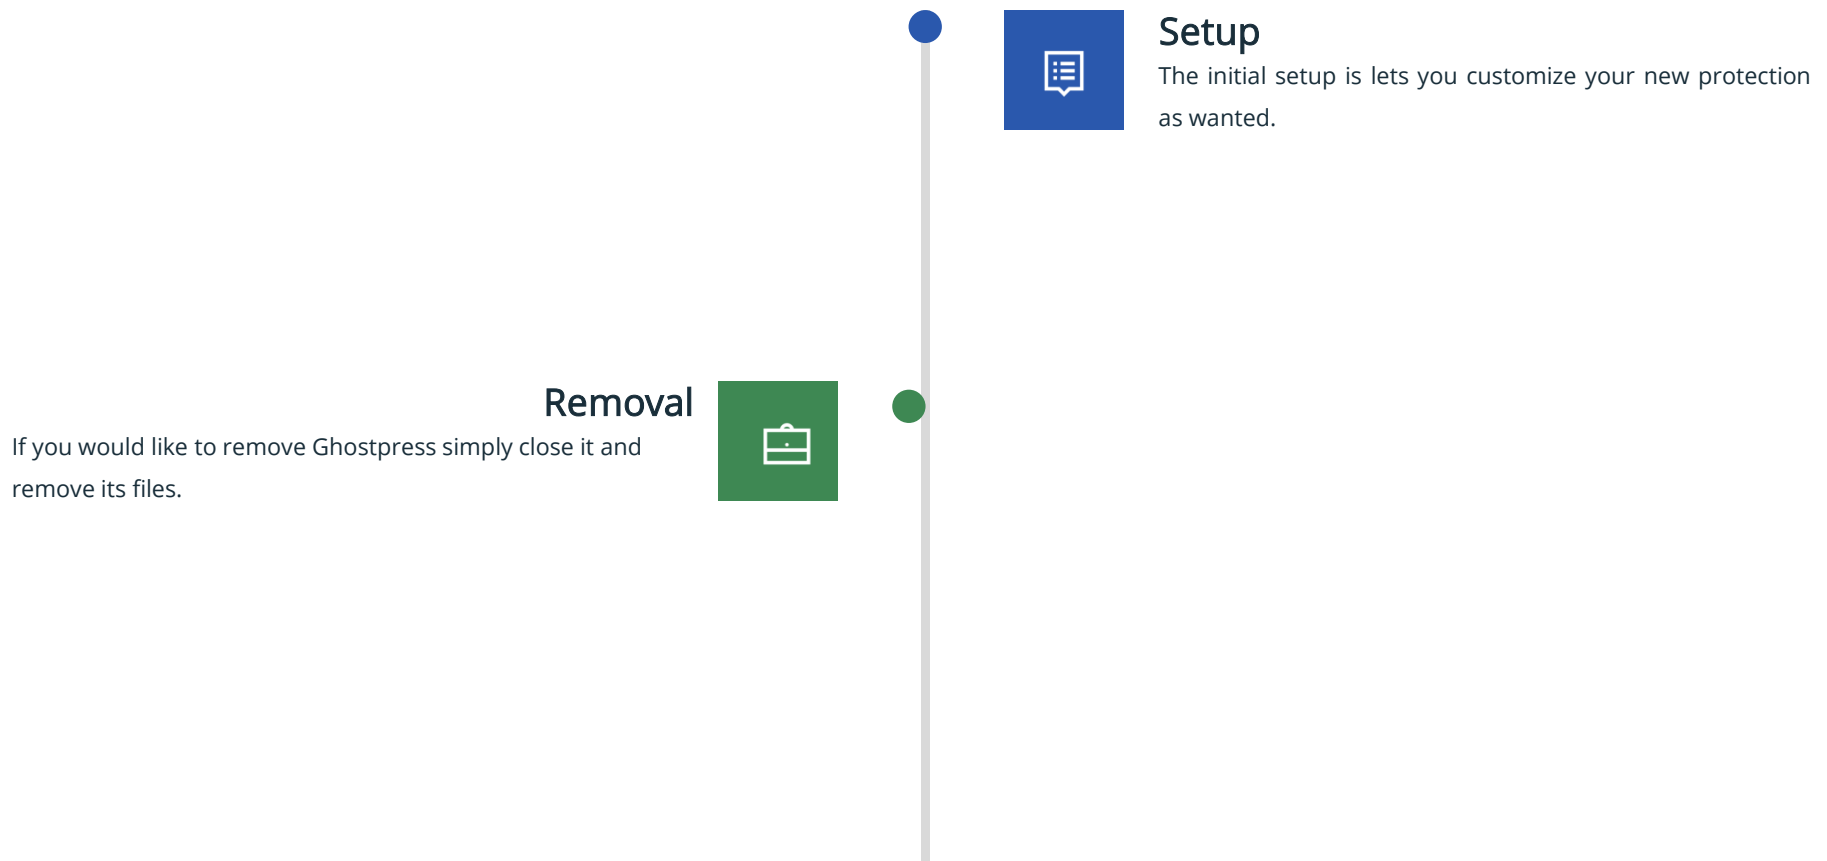 Setup
The initial setup is lets you customize your new protection
as wanted.
Removal
If you would like to remove Ghostpress simply close it and
remove its files.